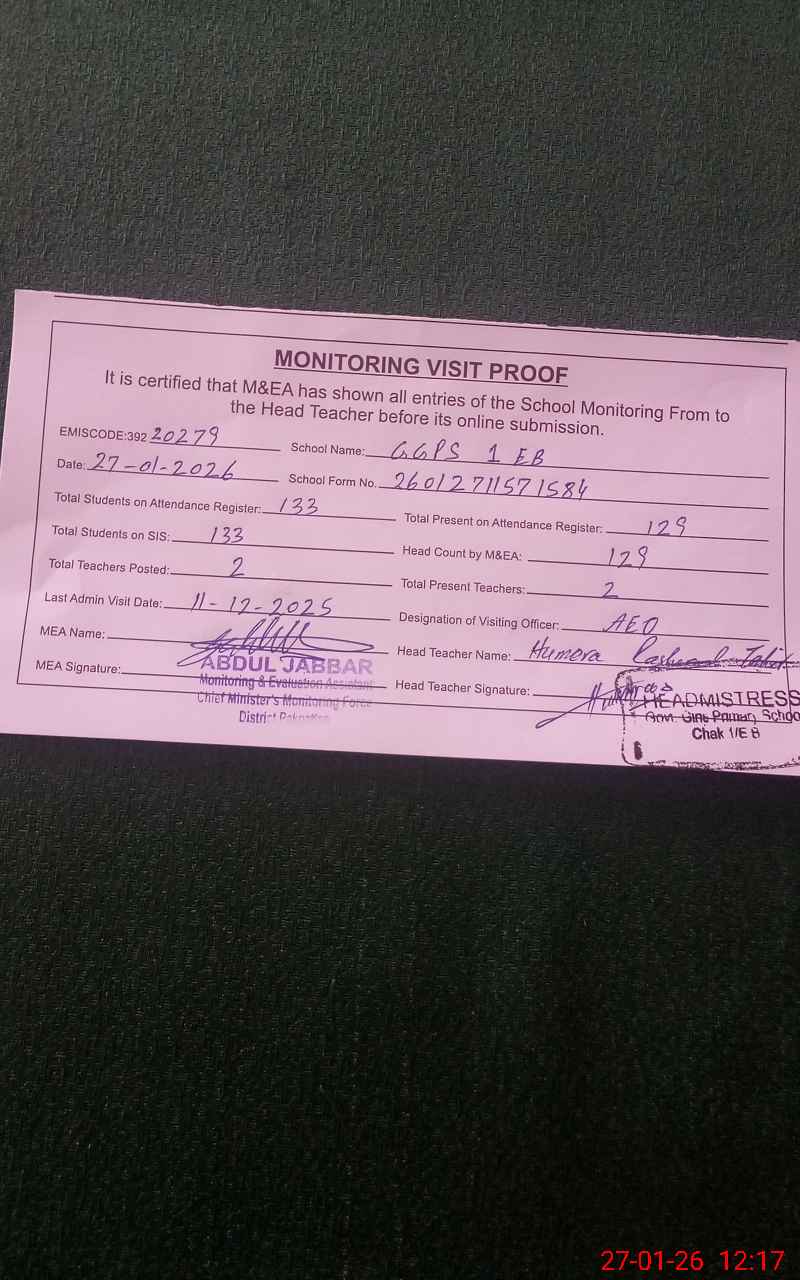 MONITORING VISIT PROOF
It is certified that M&EA has shown all entries of the School Monitoring From to
the Head Teacher before its online submission.
EMISCODE:392 20279 School Name: GGPS 1 EB
Date: 27-01-2026 School Form No. 26012711571584
Total Students on Attendance Register: 133 Total Present on Attendance Register: 129
Total Students on SIS: 133 Head Count by M&EA: 129
Total Teachers Posted: 2 Total Present Teachers: 2
Last Admin Visit Date: 11-12-2025 Designation of Visiting Officer: AEO
MEA Name: Head Teacher Name: Humera
MEA Signature: Head Teacher Signature:
ABDUL JABBAR
Monitoring & Evaluation Assistant
Chief Minister's Monitoring Force
District
HEADMISTRESS
Chak 1/E B
27-01-26 12:17